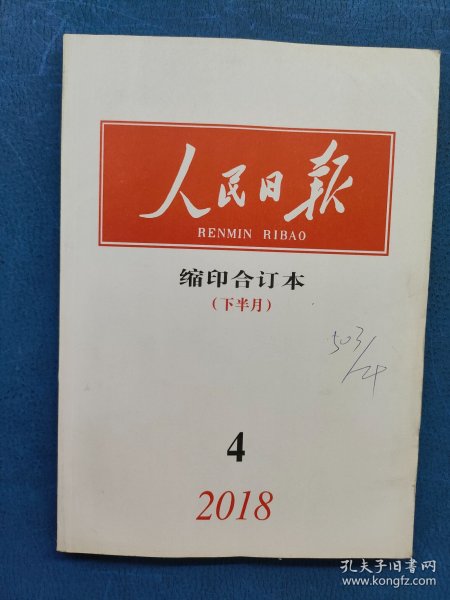 人民日报
RENMIN RIBAO
缩印合订本
(下半月)
503/
4
2018
孔夫子旧书网
www.kongfz.com